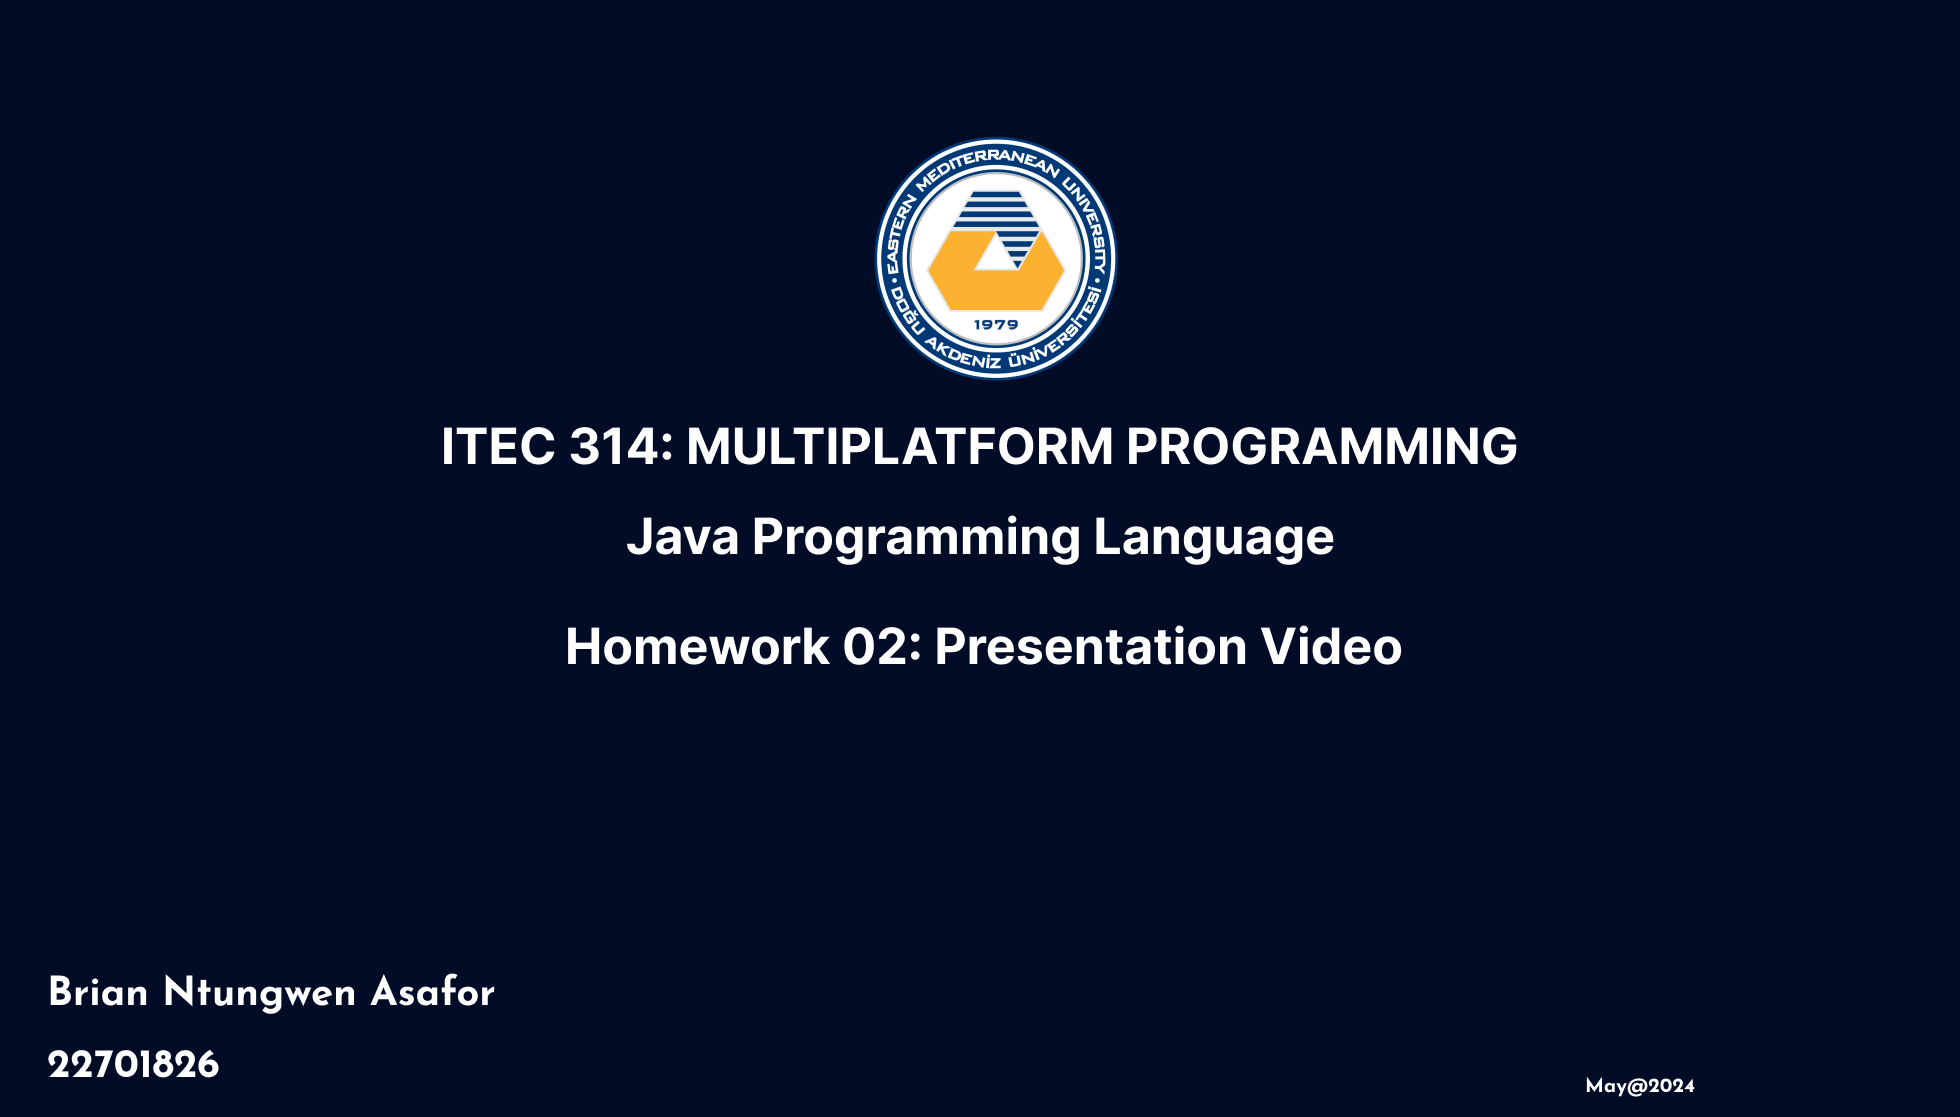 EASTERN MEDITERRANEAN UNIVERSITY
DOĞU AKDENİZ ÜNİVERSİTESİ
1979
ITEC 314: MULTIPLATFORM PROGRAMMING
Java Programming Language
Homework 02: Presentation Video
Brian Ntungwen Asafor
22701826
May@2024